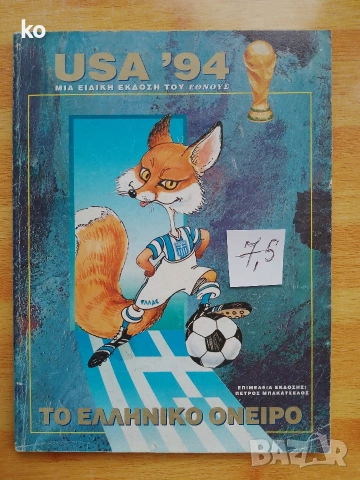 ko
USA '94
ΜΙΑ ΕΙΔΙΚΗ ΕΚΔΟΣΗ ΤΟΥ ΕΘΝΟΥΣ
7,5
ΕΛΛΑΣ
ΕΠΙΜΕΛΕΙΑ ΕΚΔΟΣΗΣ:
ΠΕΤΡΟΣ ΜΠΑΚΑΤΣΕΛΟΣ
ΤΟ ΕΛΛΗΝΙΚΟ ΟΝΕΙΡΟ
BAZAR